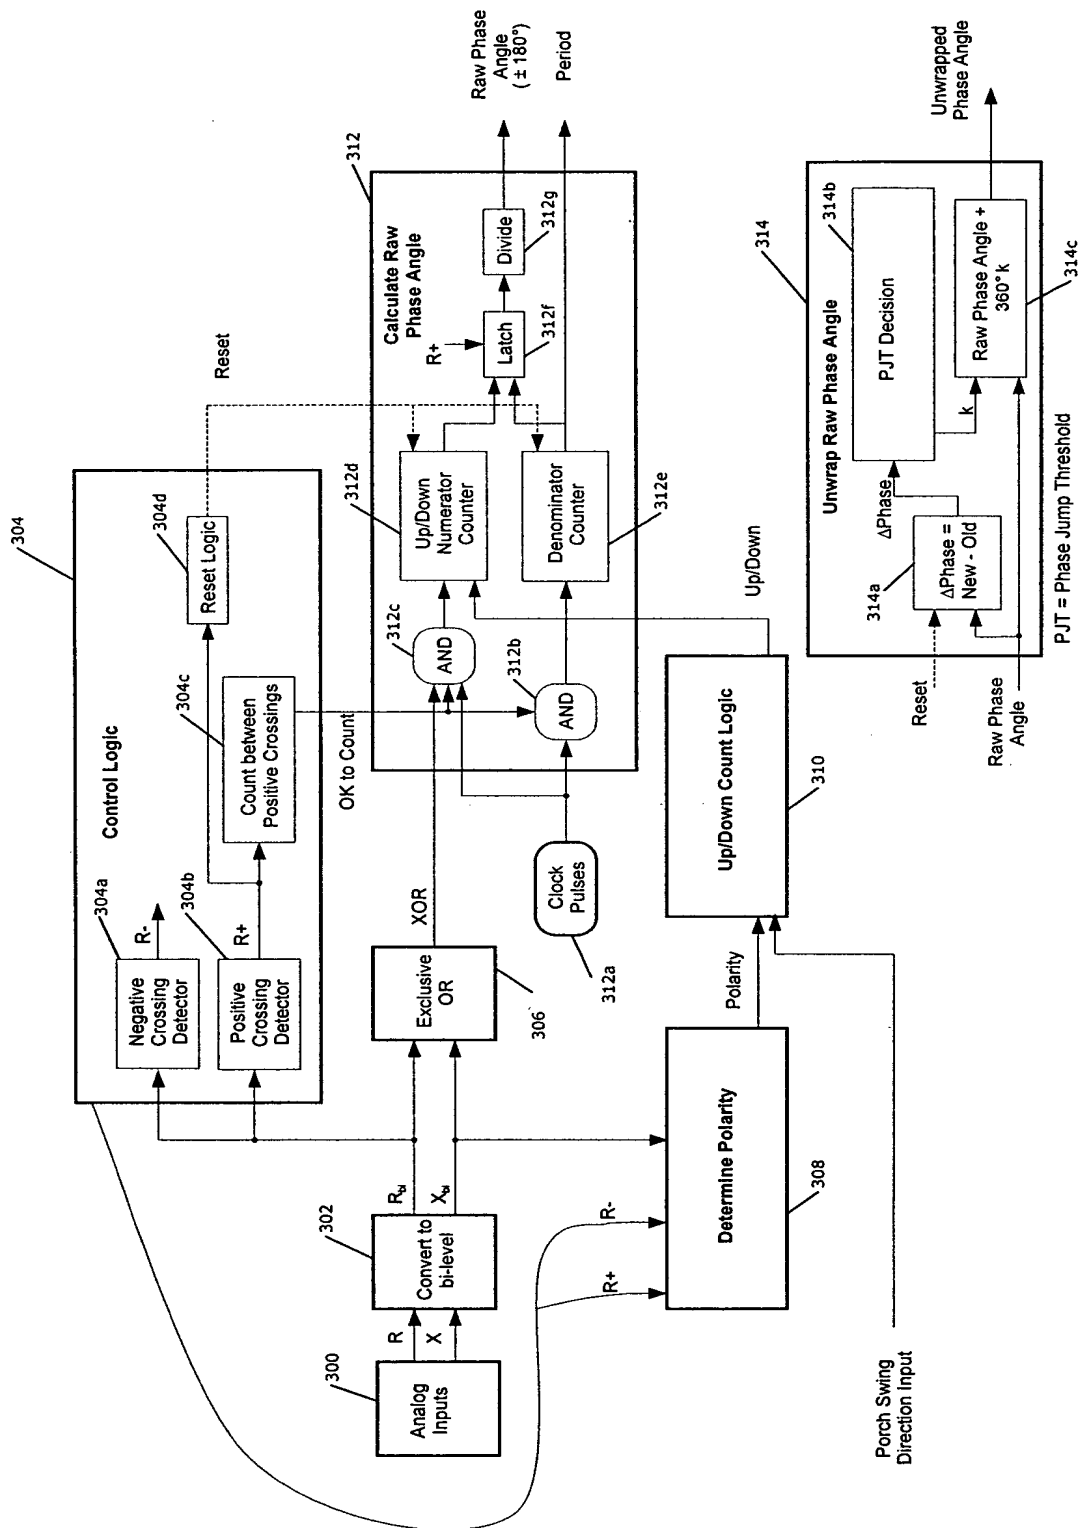 304
Control Logic
304a
Negative
Crossing
Detector
R-
304b
Positive
Crossing
Detector
R+
304c
Count between
Positive Crossings
304d
Reset Logic
Reset
OK to Count
300
Analog
Inputs
R
X
302
Convert to
bi-level
Rbi
Xbi
Exclusive
OR
306
XOR
Clock
Pulses
312a
312
Calculate Raw
Phase Angle
312c
AND
312b
AND
312d
Up/Down
Numerator
Counter
Denominator
Counter
312e
R+
Latch
312f
Divide
312g
Raw Phase
Angle
(± 180°)
Period
R+
R-
Determine Polarity
308
Polarity
Porch Swing
Direction Input
Up/Down Count Logic
310
Up/Down
314
Unwrap Raw Phase Angle
Reset
Raw Phase
Angle
314a
ΔPhase =
New - Old
ΔPhase
PJT Decision
314b
k
Raw Phase Angle +
360° k
314c
Unwrapped
Phase Angle
PJT = Phase Jump Threshold